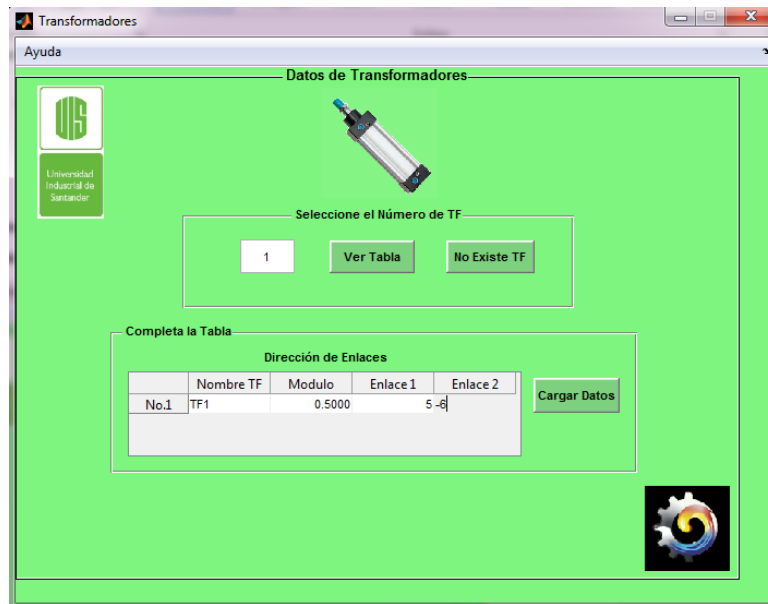 Transformadores
Ayuda
Datos de Transformadores
UIS
Universidad
Industrial de
Santander
Seleccione el Número de TF
1 Ver Tabla No Existe TF
Completa la Tabla
Dirección de Enlaces
Nombre TF Modulo Enlace 1 Enlace 2
No.1 TF1 0.5000 5 -6
Cargar Datos